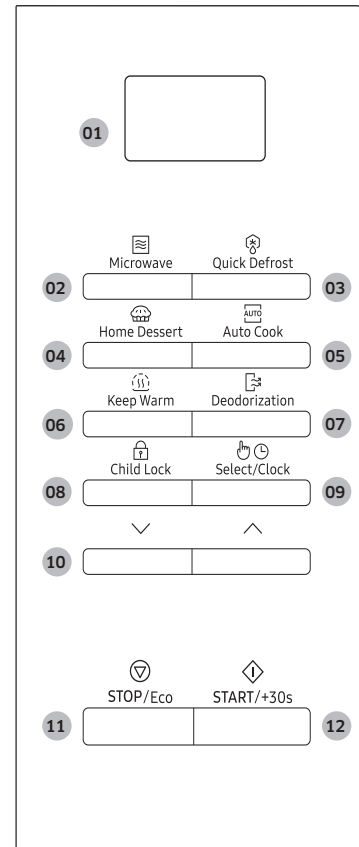 01
Microwave Quick Defrost
02 03
AUTO
Home Dessert Auto Cook
04 05
Keep Warm Deodorization
06 07
Child Lock Select/Clock
08 09
10
STOP/Eco START/+30s
11 12